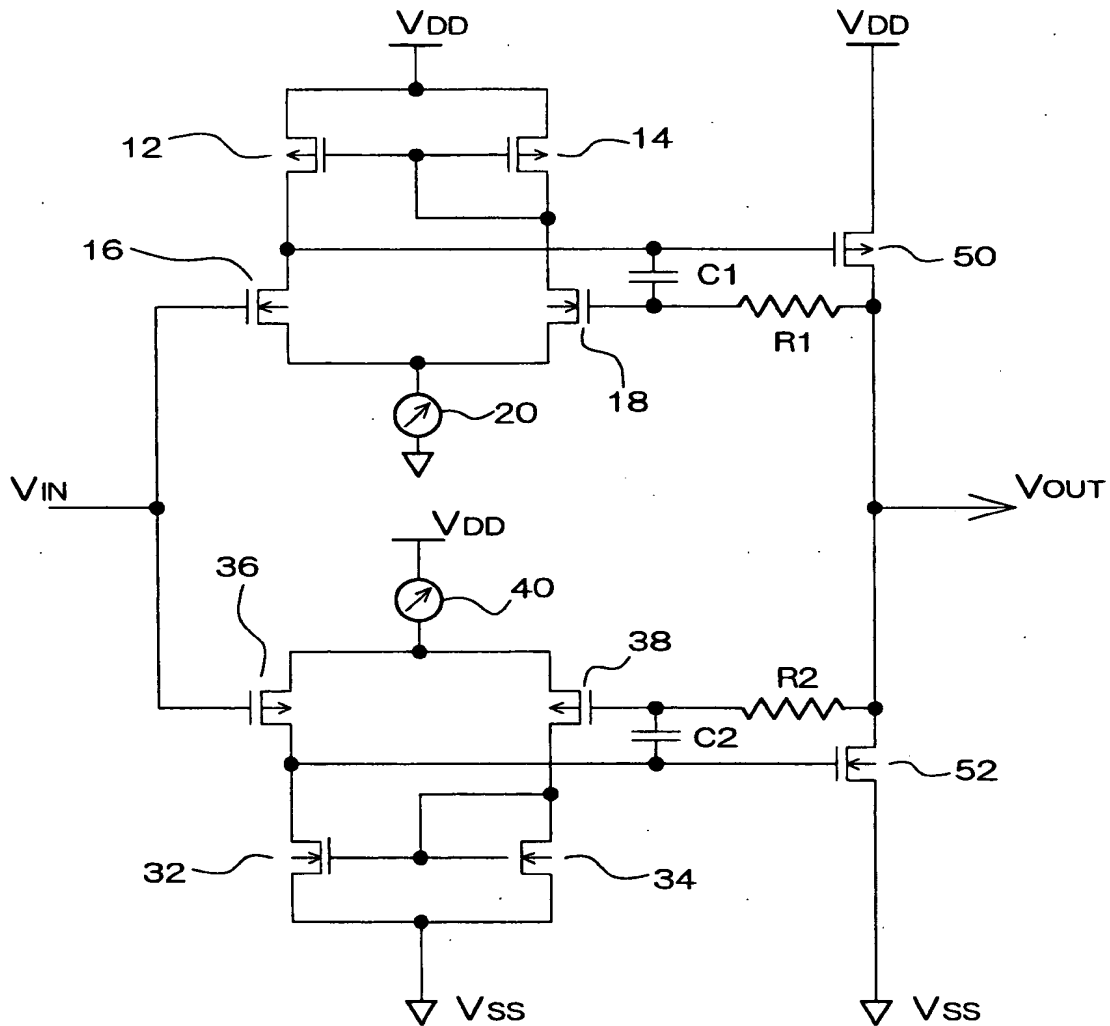 VDD VDD
12 14
16 50
C1
R1
18
20
VIN VOUT
VDD
36 40
38
R2
C2
52
32 34
VSS VSS